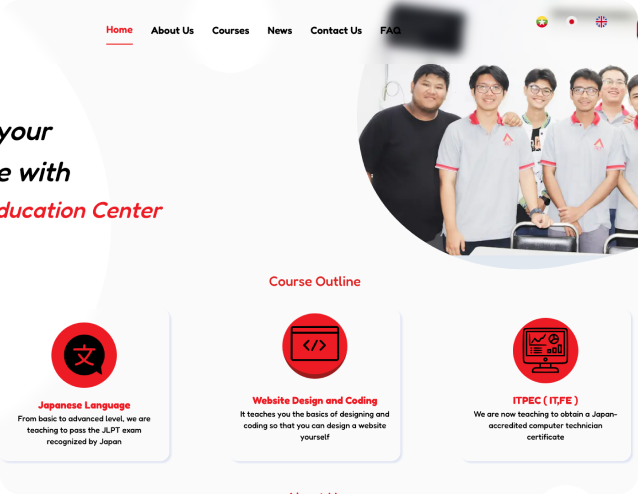 Home About Us Courses News Contact Us FAQ
your
e with
ducation Center
Course Outline
文
</>
Japanese Language
From basic to advanced level, we are
teaching to pass the JLPT exam
recognized by Japan
Website Design and Coding
It teaches you the basics of designing and
coding so that you can design a website
yourself
ITPEC ( IT,FE )
We are now teaching to obtain a Japan-
accredited computer technician
certificate